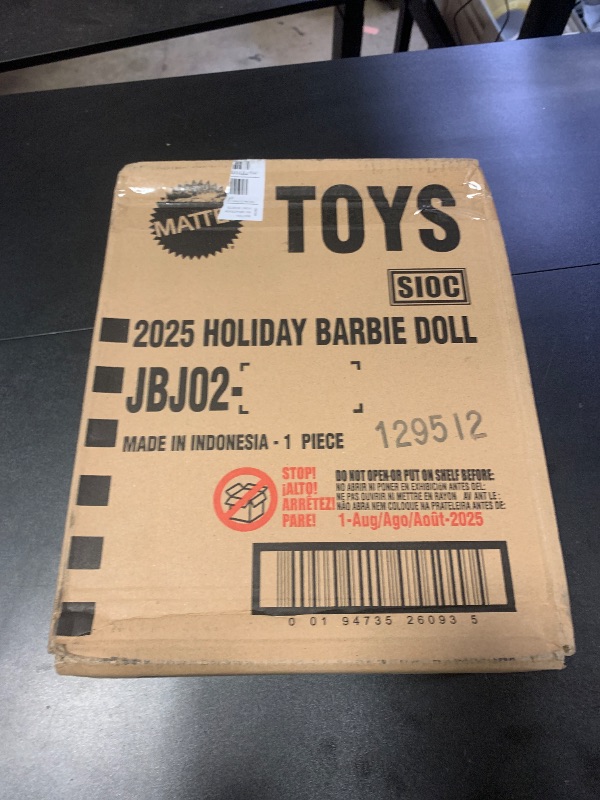 MATTEL
TOYS
SIOC
2025 HOLIDAY BARBIE DOLL
JBJ02-
MADE IN INDONESIA - 1 PIECE
129512
STOP!
¡ALTO!
ARRÊTEZ!
PARE!
DO NOT OPEN OR PUT ON SHELF BEFORE:
NO ABRIR NI PONER EN EXHIBICIÓN ANTES DEL:
NE PAS OUVRIR NI METTRE EN RAYON AVANT LE:
NÃO ABRA NEM COLOQUE NA PRATELEIRA ANTES DE:
1-Aug/Ago/Août-2025
0 01 94735 26093 5